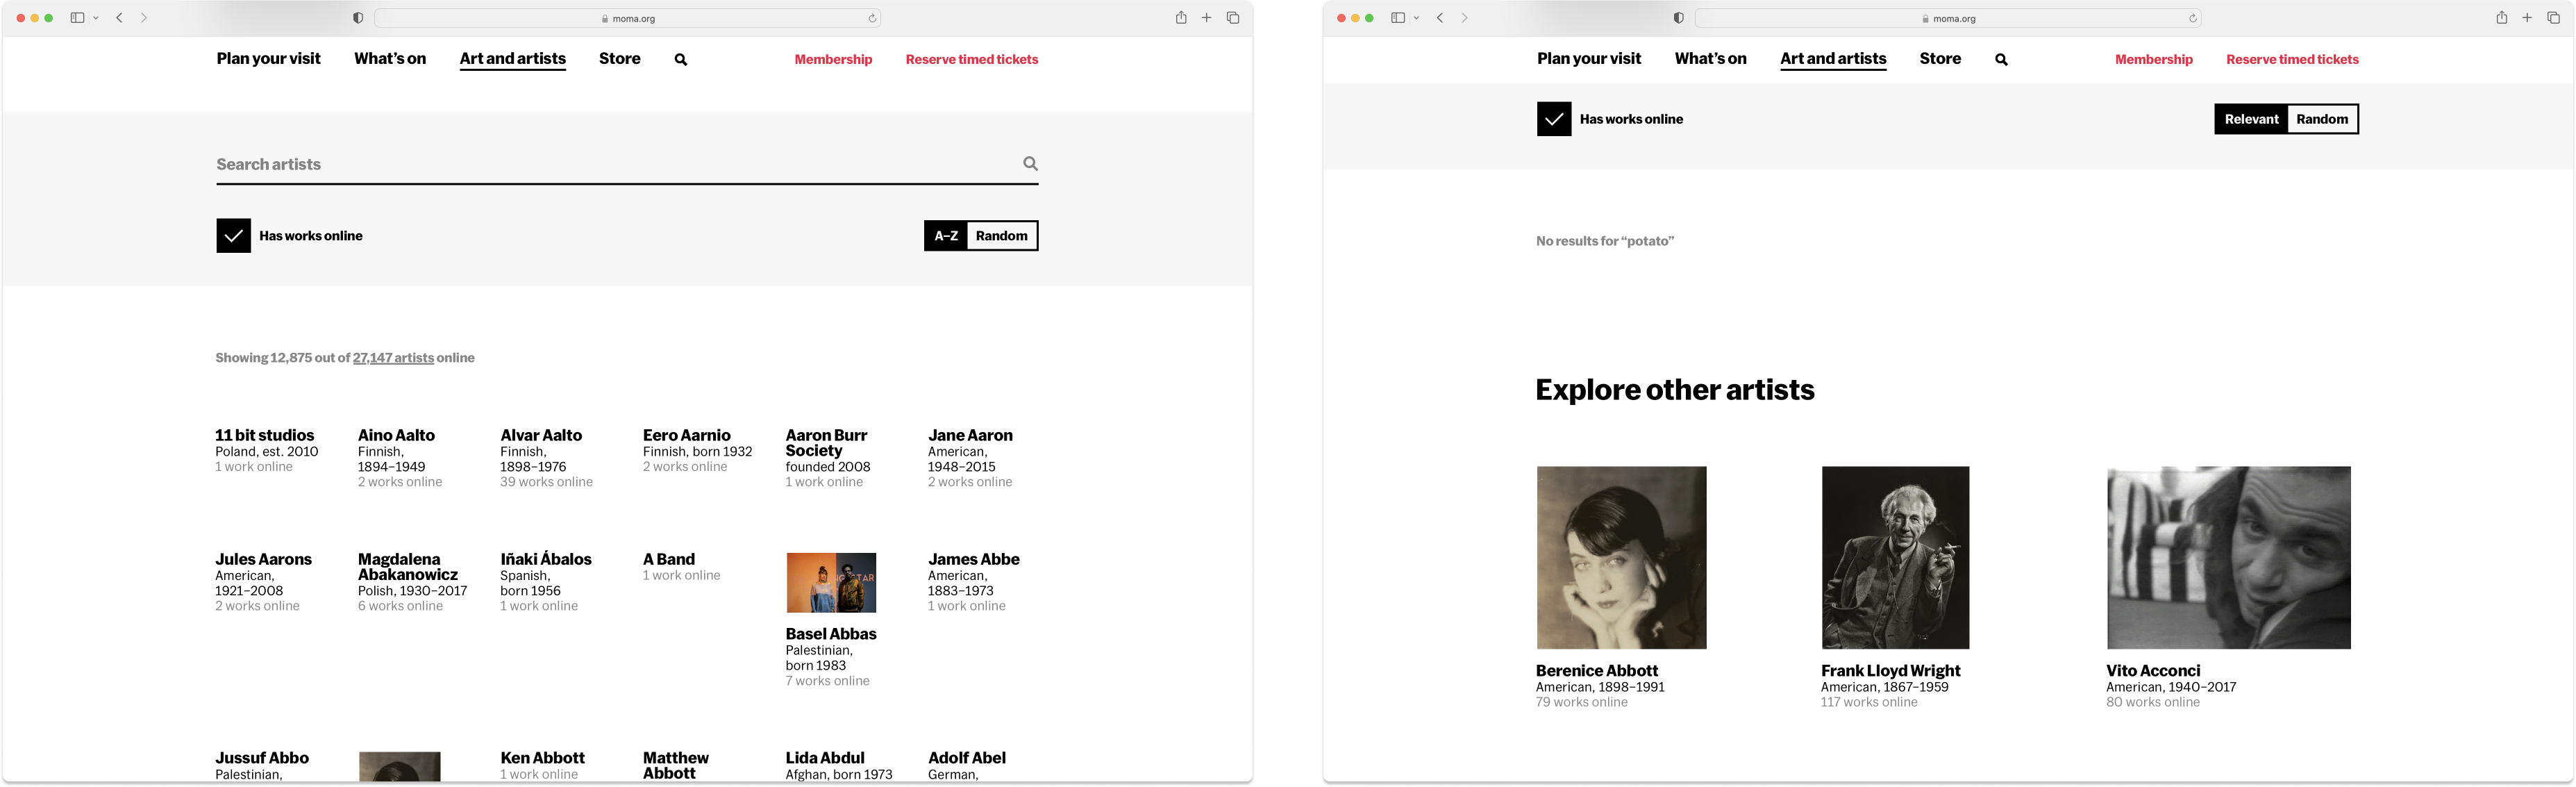 moma.org
Plan your visit What's on Art and artists Store Membership Reserve timed tickets
Search artists
Has works online A–Z Random
Showing 12,875 out of 27,147 artists online
11 bit studios
Poland, est. 2010
1 work online
Aino Aalto
Finnish,
1894–1949
2 works online
Alvar Aalto
Finnish,
1898–1976
39 works online
Eero Aarnio
Finnish, born 1932
2 works online
Aaron Burr
Society
founded 2008
1 work online
Jane Aaron
American,
1948–2015
2 works online
Jules Aarons
American,
1921–2008
2 works online
Magdalena
Abakanowicz
Polish, 1930–2017
6 works online
Iñaki Ábalos
Spanish,
born 1956
1 work online
A Band
1 work online
Basel Abbas
Palestinian,
born 1983
7 works online
James Abbe
American,
1883–1973
1 work online
Jussuf Abbo
Palestinian,
Ken Abbott
1 work online
Matthew
Abbott
Lida Abdul
Afghan, born 1973
Adolf Abel
German,
moma.org
Plan your visit What's on Art and artists Store Membership Reserve timed tickets
Has works online Relevant Random
No results for “potato”
Explore other artists
Berenice Abbott
American, 1898–1991
79 works online
Frank Lloyd Wright
American, 1867–1959
117 works online
Vito Acconci
American, 1940–2017
80 works online